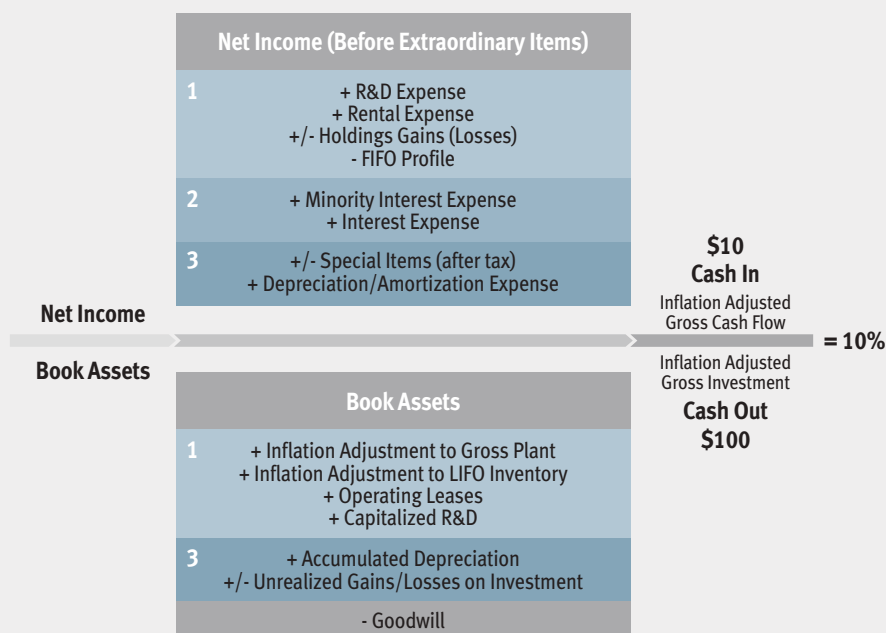 Net Income (Before Extraordinary Items)
1
+ R&D Expense
+ Rental Expense
+/- Holdings Gains (Losses)
- FIFO Profile
2
+ Minority Interest Expense
+ Interest Expense
3
+/- Special Items (after tax)
+ Depreciation/Amortization Expense
Net Income
Book Assets
$10
Cash In
Inflation Adjusted
Gross Cash Flow
= 10%
Inflation Adjusted
Gross Investment
Cash Out
$100
Book Assets
1
+ Inflation Adjustment to Gross Plant
+ Inflation Adjustment to LIFO Inventory
+ Operating Leases
+ Capitalized R&D
3
+ Accumulated Depreciation
+/- Unrealized Gains/Losses on Investment
- Goodwill